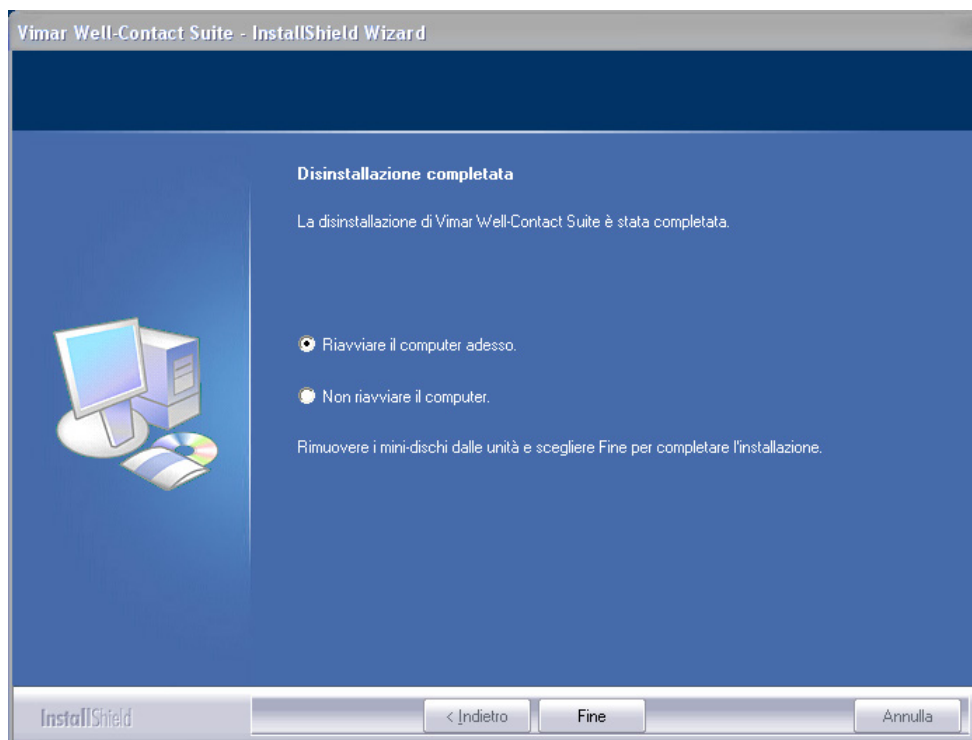 Vimar Well-Contact Suite - InstallShield Wizard
Disinstallazione completata
La disinstallazione di Vimar Well-Contact Suite è stata completata.
Riavviare il computer adesso.
Non riavviare il computer.
Rimuovere i mini-dischi dalle unità e scegliere Fine per completare l'installazione.
InstallShield
< Indietro
Fine
Annulla